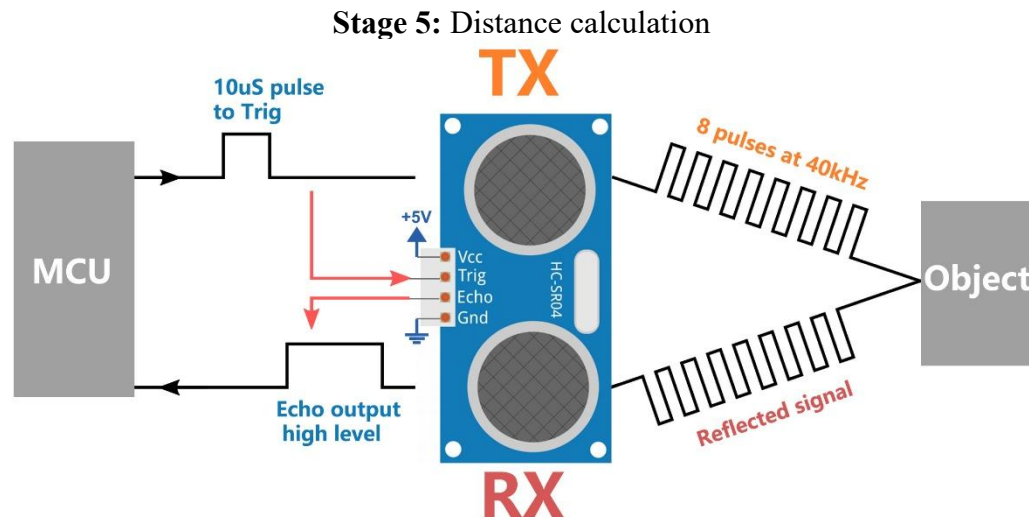 Stage 5: Distance calculation
TX
10uS pulse
to Trig
8 pulses at 40kHz
+5V
MCU
Vcc
Trig
Echo
Gnd
HC-SR04
Object
Echo output
high level
Reflected signal
RX